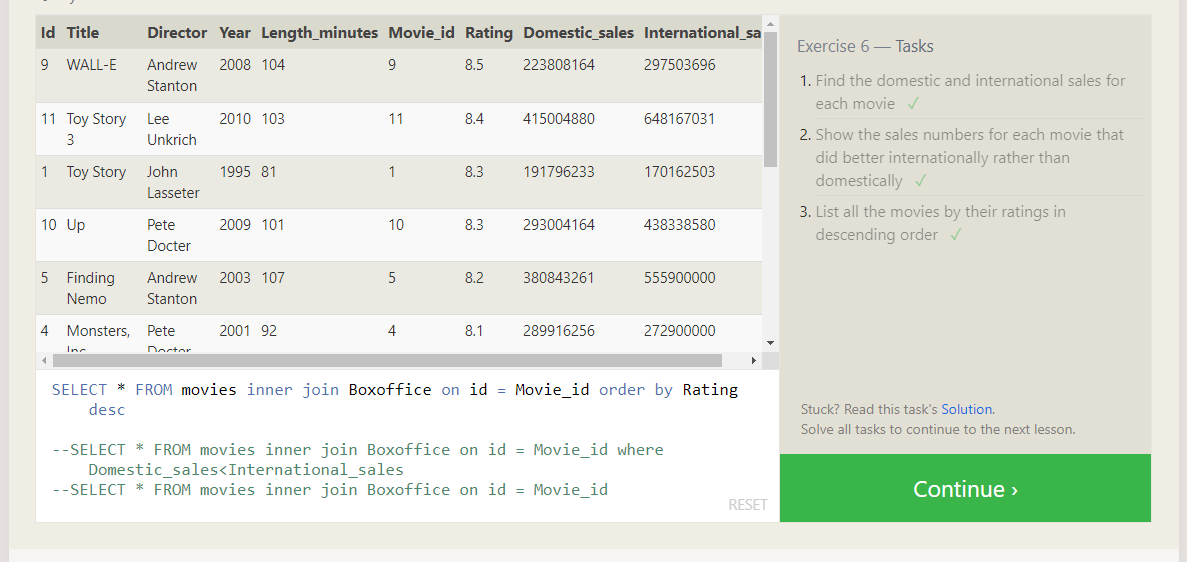 Id Title Director Year Length_minutes Movie_id Rating Domestic_sales International_sa
9 WALL-E Andrew Stanton 2008 104 9 8.5 223808164 297503696
11 Toy Story 3 Lee Unkrich 2010 103 11 8.4 415004880 648167031
1 Toy Story John Lasseter 1995 81 1 8.3 191796233 170162503
10 Up Pete Docter 2009 101 10 8.3 293004164 438338580
5 Finding Nemo Andrew Stanton 2003 107 5 8.2 380843261 555900000
4 Monsters, Inc. Pete Docter 2001 92 4 8.1 289916256 272900000
SELECT * FROM movies inner join Boxoffice on id = Movie_id order by Rating
desc
--SELECT * FROM movies inner join Boxoffice on id = Movie_id where
Domestic_sales<International_sales
--SELECT * FROM movies inner join Boxoffice on id = Movie_id
RESET
Exercise 6 — Tasks
1. Find the domestic and international sales for
each movie ✓
2. Show the sales numbers for each movie that
did better internationally rather than
domestically ✓
3. List all the movies by their ratings in
descending order ✓
Stuck? Read this task's Solution.
Solve all tasks to continue to the next lesson.
Continue ›